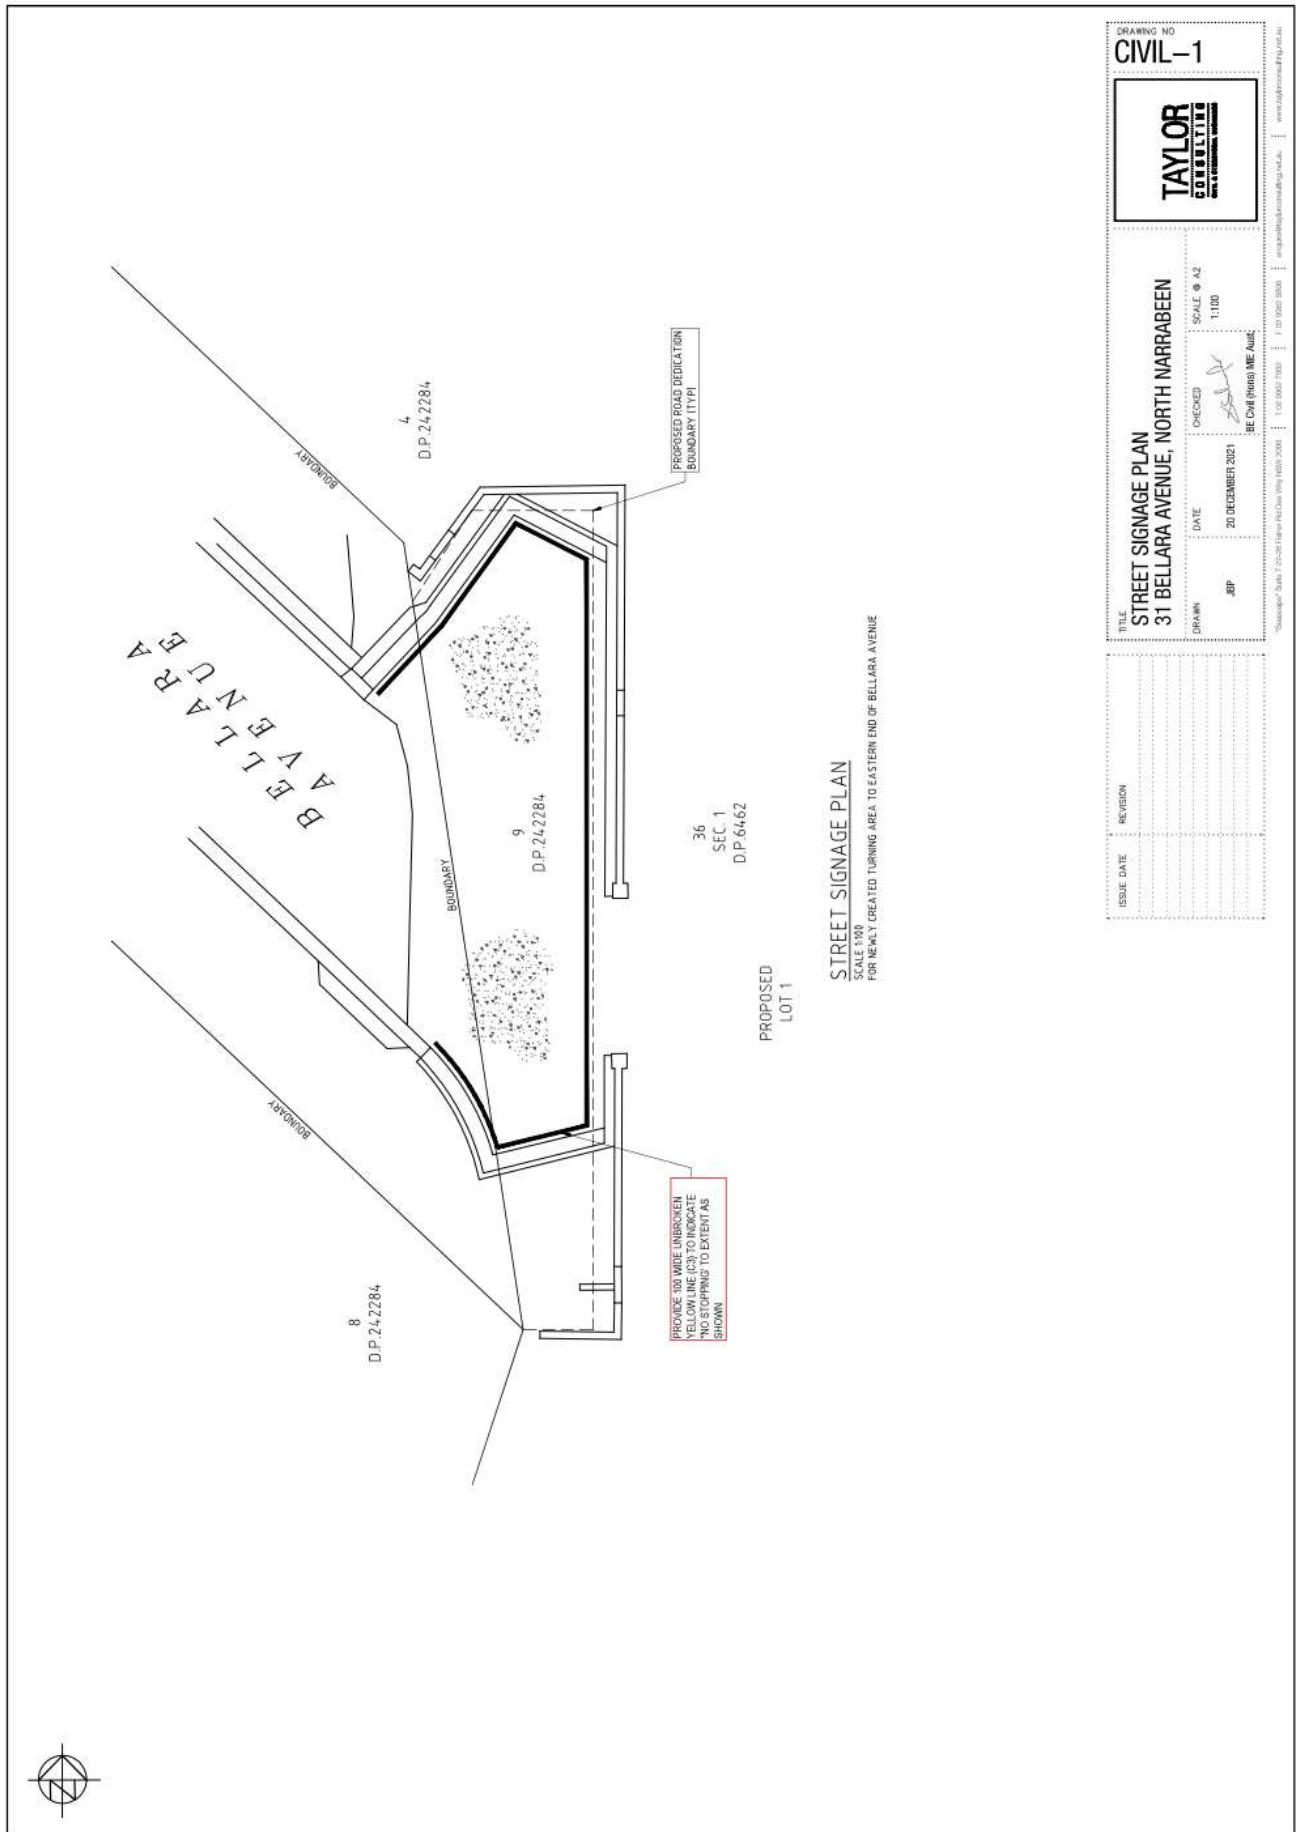 BOUNDARY
BELLARA
AVENUE
4
D.P.242284
BOUNDARY
8
D.P.242284
BOUNDARY
9
D.P.242284
PROPOSED ROAD DEDICATION
BOUNDARY (TYP)
PROVIDE 100 WIDE UNBROKEN
YELLOW LINE (C3) TO INDICATE
'NO STOPPING' TO EXTENT AS
SHOWN
36
SEC. 1
D.P.6462
PROPOSED
LOT 1
STREET SIGNAGE PLAN
SCALE 1:100
FOR NEWLY CREATED TURNING AREA TO EASTERN END OF BELLARA AVENUE
N
ISSUE DATE
REVISION
TITLE
STREET SIGNAGE PLAN
31 BELLARA AVENUE, NORTH NARRABEEN
DRAWN
JBP
DATE
20 DECEMBER 2021
CHECKED
BE Civil (Hons) MIE Aust.
SCALE @ A2
1:100
TAYLOR
CONSULTING
DRAWING NO
CIVIL-1